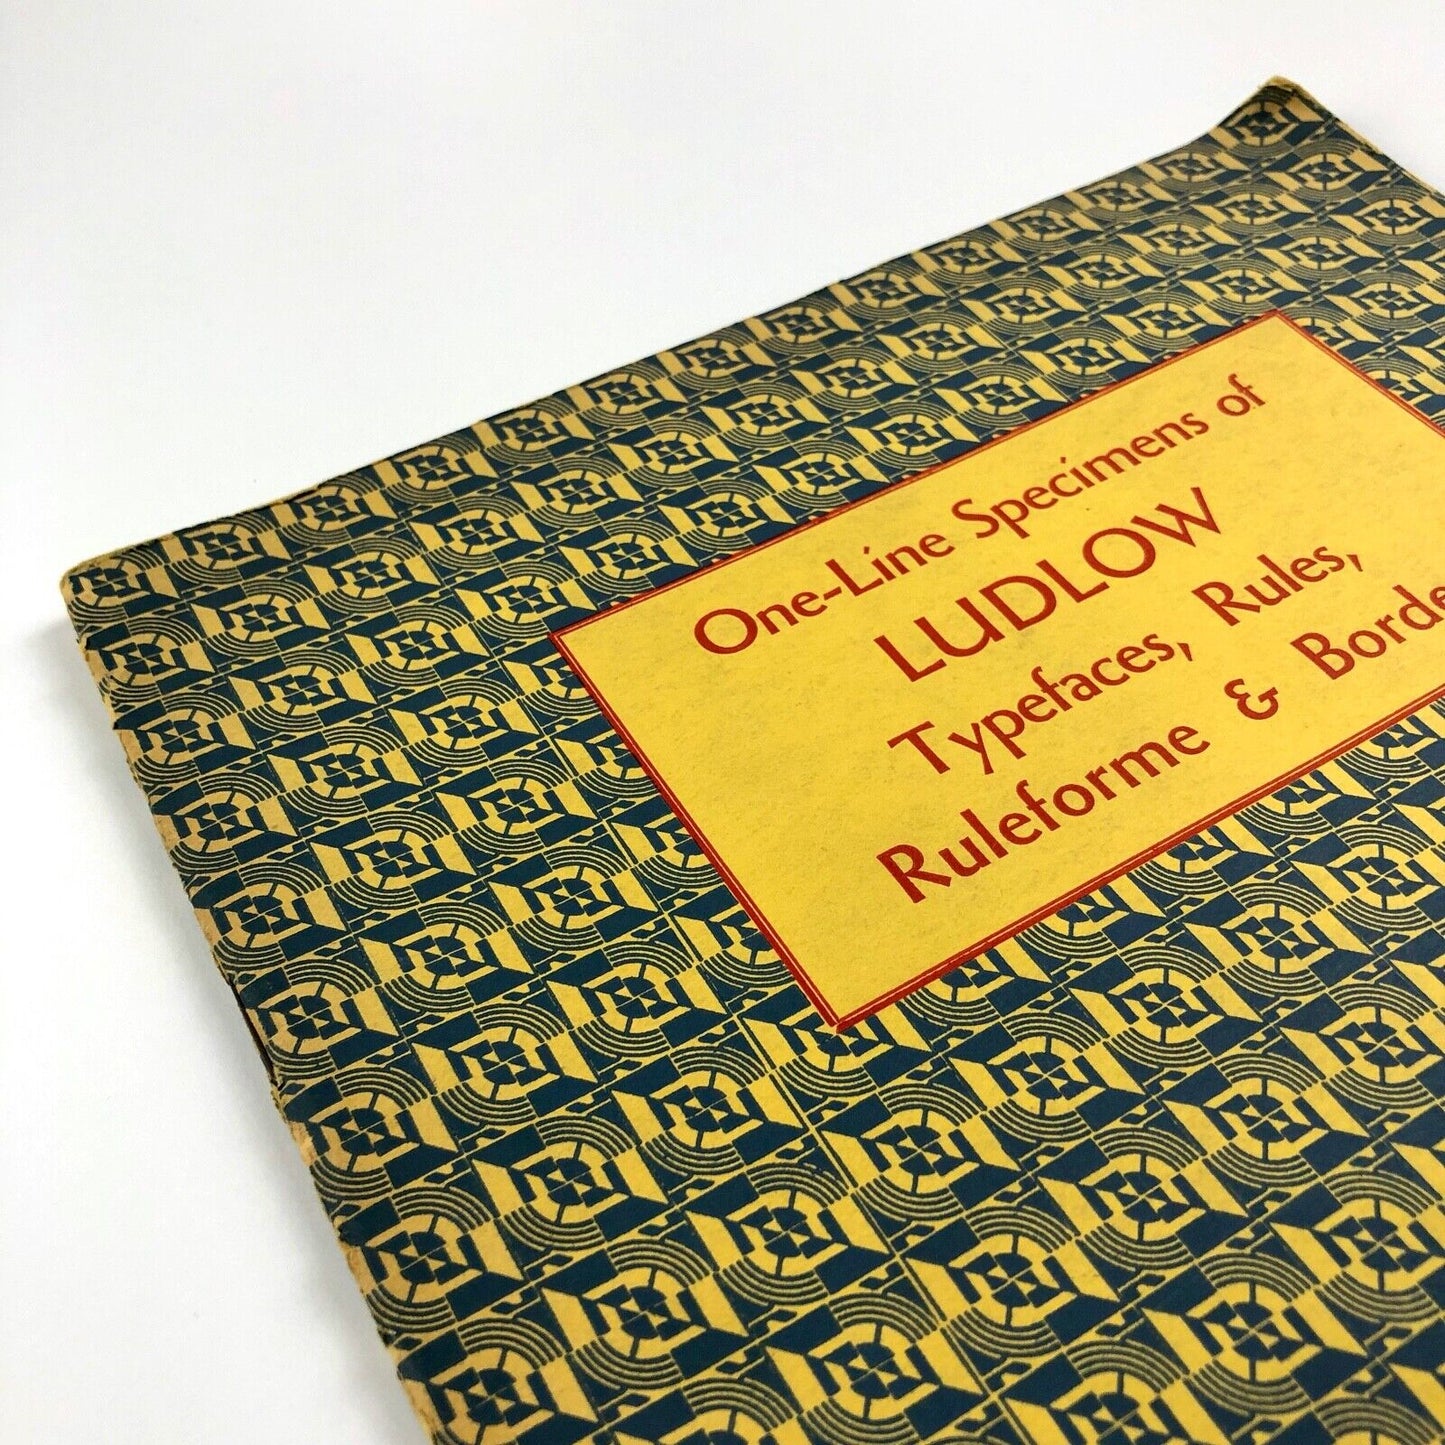 One-Line Specimens of
LUDLOW
Typefaces, Rules,
Ruleforme & Borde